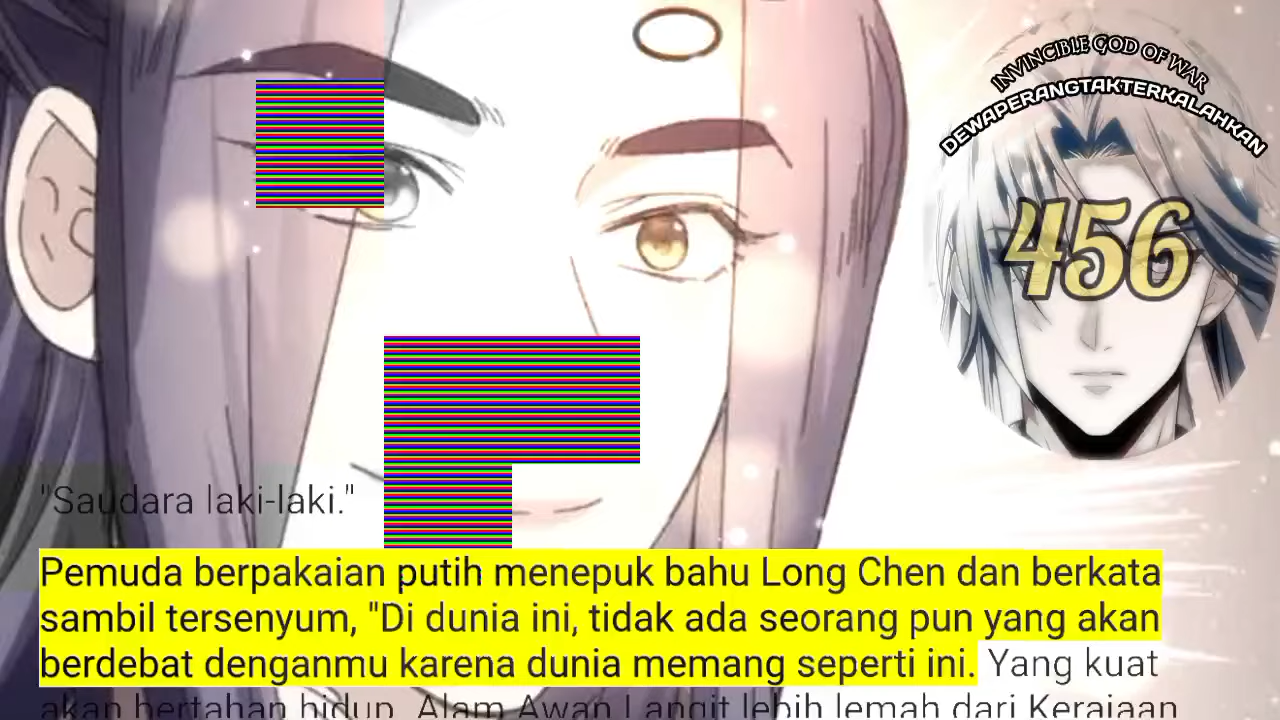 INVINCIBLE GOD OF WAR
DEWAPERANGTAKTERKALAHKAN
456
"Saudara laki-laki."
Pemuda berpakaian putih menepuk bahu Long Chen dan berkata
sambil tersenyum, "Di dunia ini, tidak ada seorang pun yang akan
berdebat denganmu karena dunia memang seperti ini. Yang kuat
akan bertahan hidup. Alam Awan Langit lebih lemah dari Kerajaan